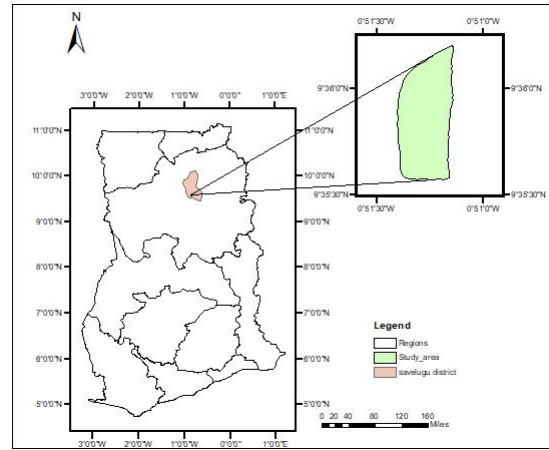 N
0°51'30"W 0°51'0"W
3°0'0"W 2°0'0"W 1°0'0"W 0°0'0"E 1°0'0"E
9°36'0"N 9°36'0"N
11°0'0"N 11°0'0"N
10°0'0"N 10°0'0"N
9°35'30"N 9°35'30"N
0°51'30"W 0°51'0"W
9°0'0"N 9°0'0"N
8°0'0"N 8°0'0"N
7°0'0"N 7°0'0"N
6°0'0"N 6°0'0"N
5°0'0"N 5°0'0"N
3°0'0"W 2°0'0"W 1°0'0"W 0°0'0" 1°0'0"E
Legend
Regions
Study_area
savelugu district
0 20 40 80 120 160
Miles